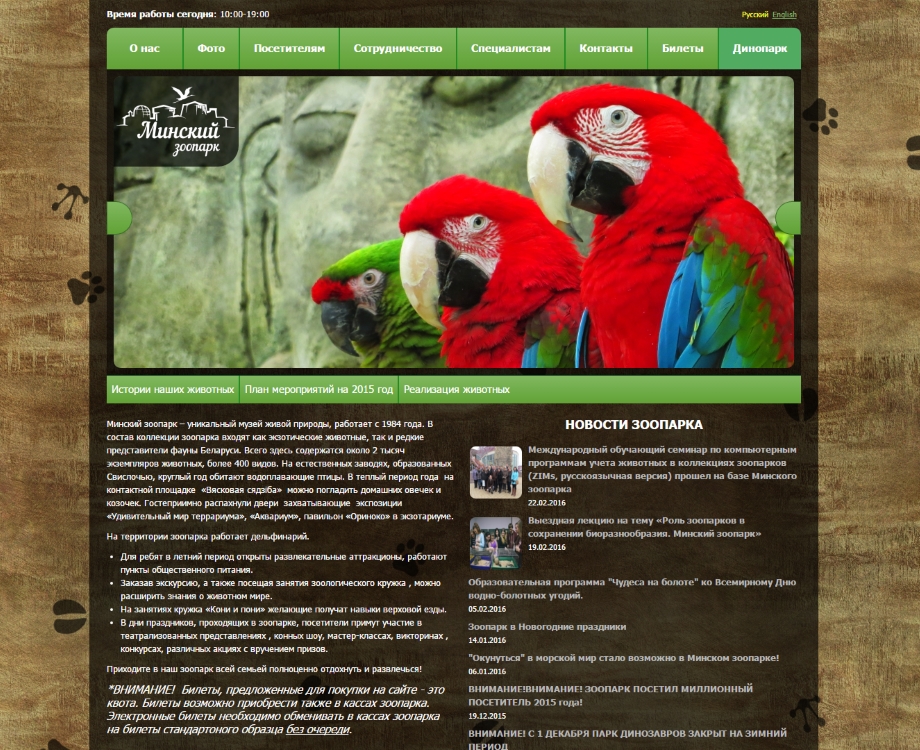 Время работы сегодня: 10:00-19:00
Русский English
О нас
Фото
Посетителям
Сотрудничество
Специалистам
Контакты
Билеты
Динопарк
Минский
зоопарк
Истории наших животных
План мероприятий на 2015 год
Реализация животных
Минский зоопарк – уникальный музей живой природы, работает с 1984 года. В
состав коллекции зоопарка входят как экзотические животные, так и редкие
представители фауны Беларуси. Всего здесь содержатся около 2 тысяч
экземпляров животных, более 400 видов. На естественных заводях, образованных
Свислочью, круглый год обитают водоплавающие птицы. В теплый период года на
контактной площадке «Вясковая сядзіба» можно погладить домашних овечек и
козочек. Гостеприимно распахнули двери захватывающие экспозиции
«Удивительный мир террариума», «Аквариум», павильон «Ориноко» в экзотариуме.
На территории зоопарка работает дельфинарий.
• Для ребят в летний период открыты развлекательные аттракционы, работают
пункты общественного питания.
• Заказав экскурсию, а также посещая занятия зоологического кружка , можно
расширить знания о животном мире.
• На занятиях кружка «Кони и пони» желающие получат навыки верховой езды.
• В дни праздников, проходящих в зоопарке, посетители примут участие в
театрализованных представлениях , конных шоу, мастер-классах, викторинах ,
конкурсах, различных акциях с вручением призов.
Приходите в наш зоопарк всей семьей полноценно отдохнуть и развлечься!
*ВНИМАНИЕ! Билеты, предложенные для покупки на сайте - это
квота. Билеты возможно приобрести также в кассах зоопарка.
Электронные билеты необходимо обменивать в кассах зоопарка
на билеты стандартоного образца без очереди.
НОВОСТИ ЗООПАРКА
Международный обучающий семинар по компьютерным
программам учета животных в коллекциях зоопарков
(ZIMs, русскоязычная версия) прошел на базе Минского
зоопарка
22.02.2016
Выездная лекцию на тему «Роль зоопарков в
сохранении биоразнообразия. Минский зоопарк»
19.02.2016
Образовательная программа "Чудеса на болоте" ко Всемирному Дню
водно-болотных угодий.
05.02.2016
Зоопарк в Новогодние праздники
14.01.2016
"Окунуться" в морской мир стало возможно в Минском зоопарке!
06.01.2016
ВНИМАНИЕ!ВНИМАНИЕ! ЗООПАРК ПОСЕТИЛ МИЛЛИОННЫЙ
ПОСЕТИТЕЛЬ 2015 года!
19.12.2015
ВНИМАНИЕ! С 1 ДЕКАБРЯ ПАРК ДИНОЗАВРОВ ЗАКРЫТ НА ЗИМНИЙ
ПЕРИОД